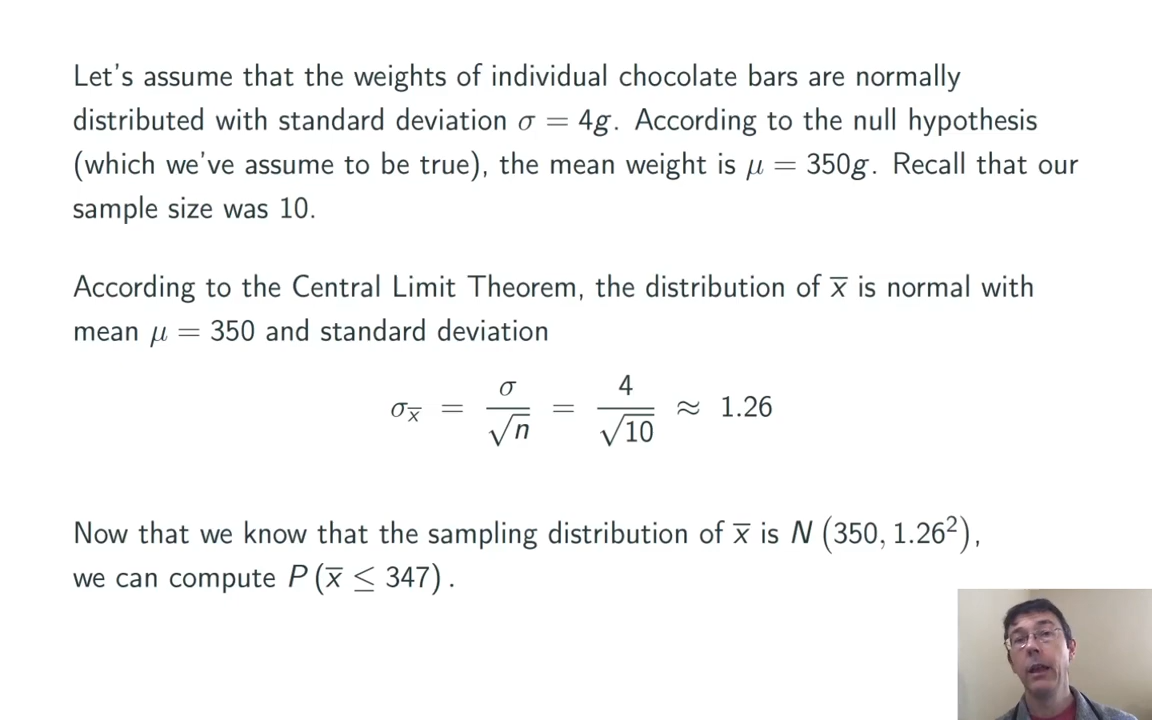 Let's assume that the weights of individual chocolate bars are normally
distributed with standard deviation σ = 4g. According to the null hypothesis
(which we've assume to be true), the mean weight is μ = 350g. Recall that our
sample size was 10.
According to the Central Limit Theorem, the distribution of x̅ is normal with
mean μ = 350 and standard deviation
σ_x̅ = σ/√n = 4/√10 ≈ 1.26
Now that we know that the sampling distribution of x̅ is N (350, 1.26²),
we can compute P (x̅ ≤ 347) .